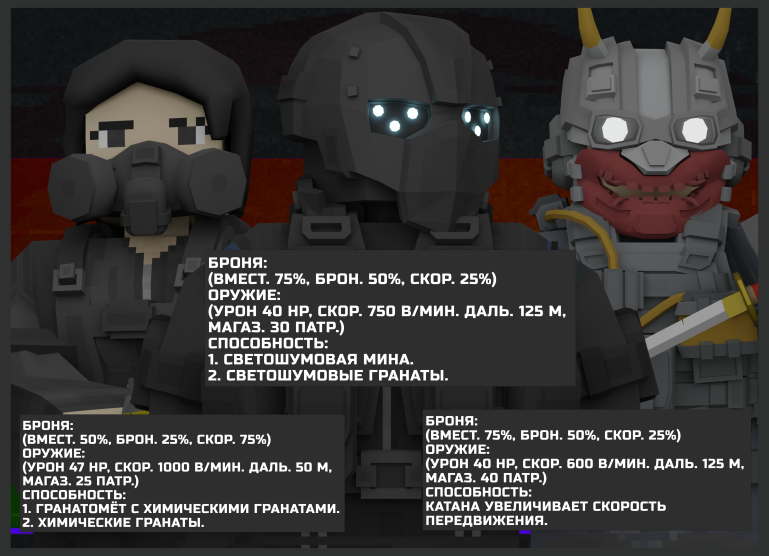 БРОНЯ:
(ВМЕСТ. 75%, БРОН. 50%, СКОР. 25%)
ОРУЖИЕ:
(УРОН 40 HP, СКОР. 750 В/МИН. ДАЛЬ. 125 М,
МАГАЗ. 30 ПАТР.)
СПОСОБНОСТЬ:
1. СВЕТОШУМОВАЯ МИНА.
2. СВЕТОШУМОВЫЕ ГРАНАТЫ.
БРОНЯ:
(ВМЕСТ. 50%, БРОН. 25%, СКОР. 75%)
ОРУЖИЕ:
(УРОН 47 HP, СКОР. 1000 В/МИН. ДАЛЬ. 50 М,
МАГАЗ. 25 ПАТР.)
СПОСОБНОСТЬ:
1. ГРАНАТОМЁТ С ХИМИЧЕСКИМИ ГРАНАТАМИ.
2. ХИМИЧЕСКИЕ ГРАНАТЫ.
БРОНЯ:
(ВМЕСТ. 75%, БРОН. 50%, СКОР. 25%)
ОРУЖИЕ:
(УРОН 40 HP, СКОР. 600 В/МИН. ДАЛЬ. 125 М,
МАГАЗ. 40 ПАТР.)
СПОСОБНОСТЬ:
КАТАНА УВЕЛИЧИВАЕТ СКОРОСТЬ
ПЕРЕДВИЖЕНИЯ.